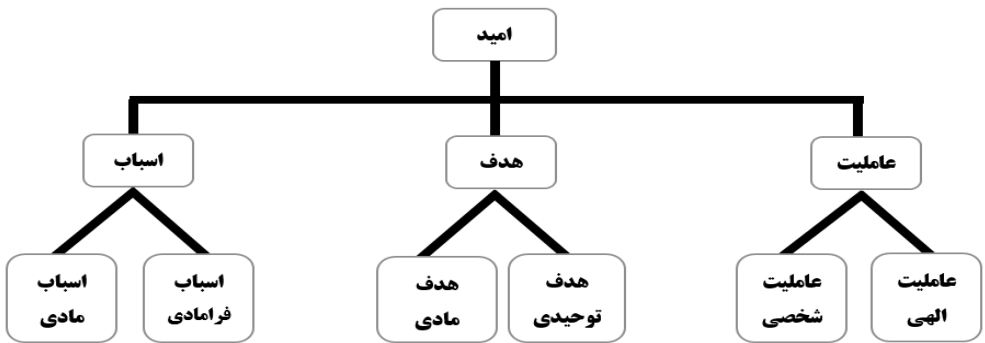 امید
عاملیت
هدف
اسباب
عاملیت
الهی
عاملیت
شخصی
هدف
توحیدی
هدف
مادی
اسباب
فرامادی
اسباب
مادی